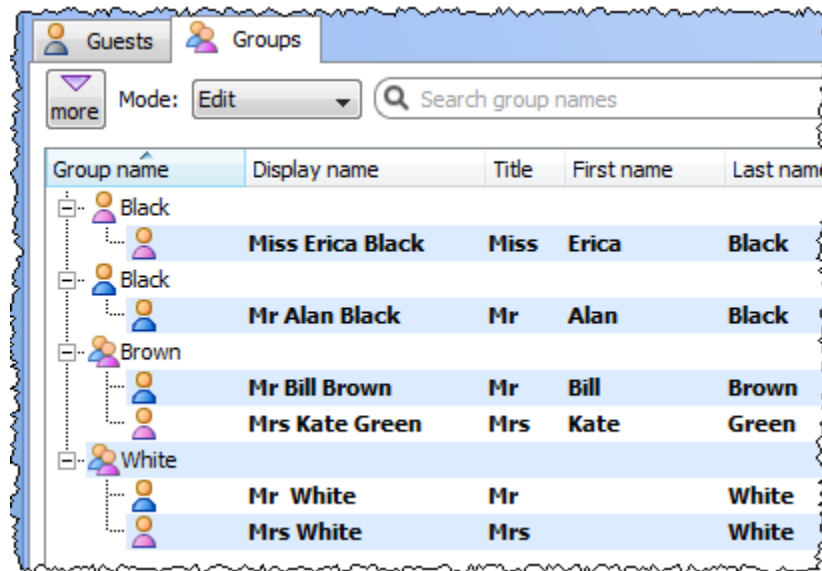 Guests Groups
more Mode: Edit Search group names
Group name Display name Title First name Last name
Black
Miss Erica Black Miss Erica Black
Black
Mr Alan Black Mr Alan Black
Brown
Mr Bill Brown Mr Bill Brown
Mrs Kate Green Mrs Kate Green
White
Mr  White Mr White
Mrs White Mrs White